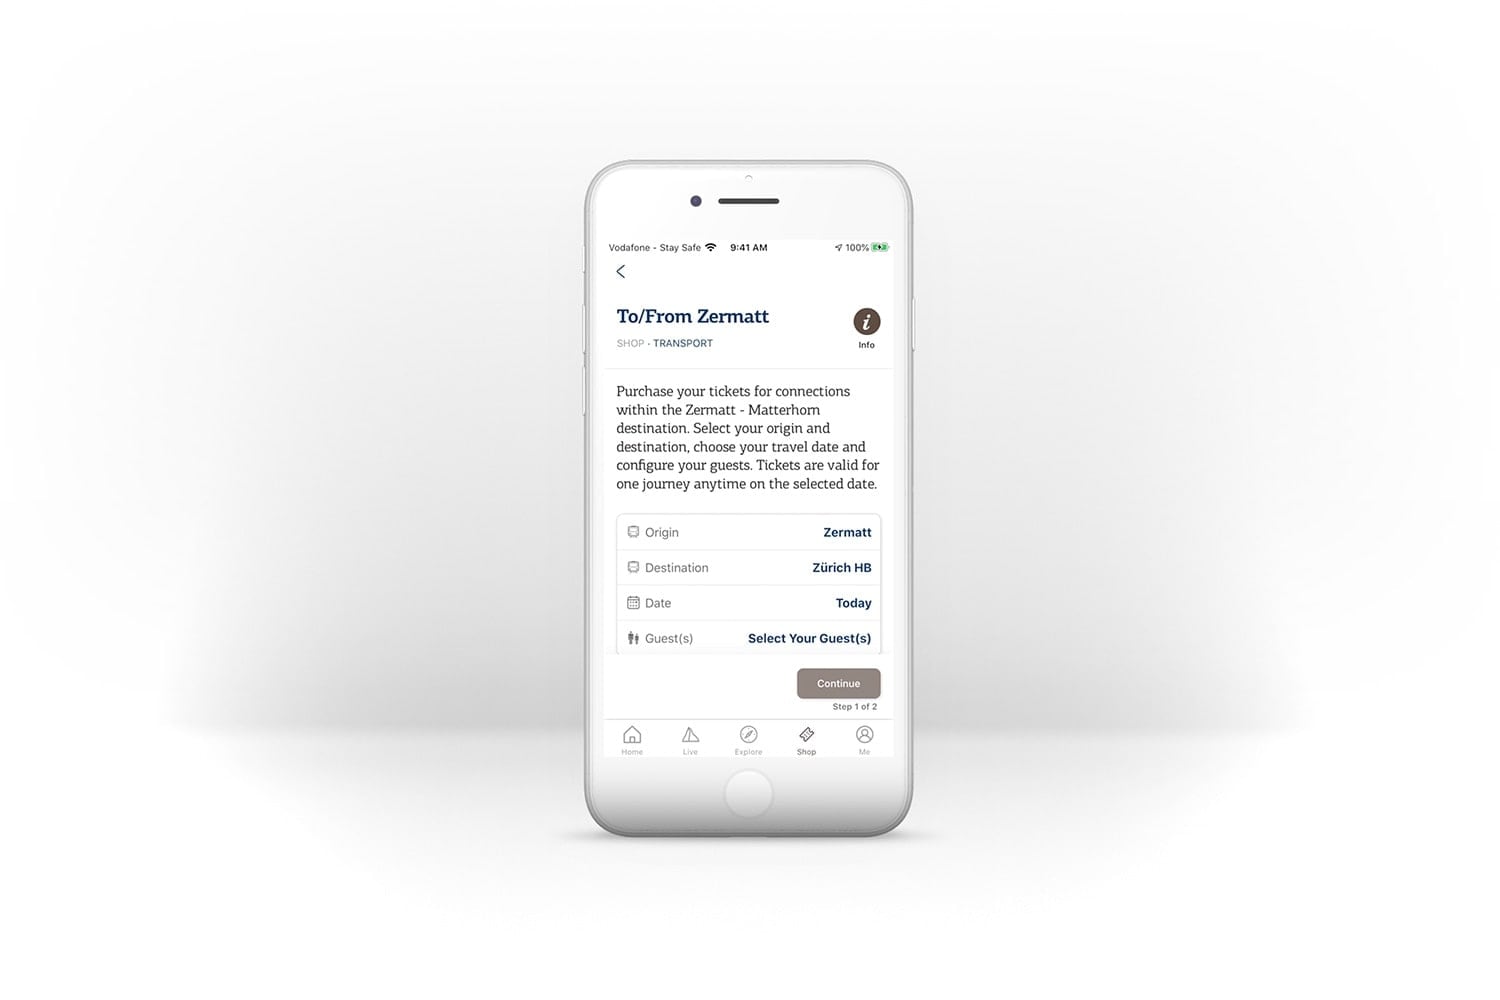 Vodafone - Stay Safe 9:41 AM 100%
To/From Zermatt
i
Info
SHOP · TRANSPORT
Purchase your tickets for connections
within the Zermatt - Matterhorn
destination. Select your origin and
destination, choose your travel date and
configure your guests. Tickets are valid for
one journey anytime on the selected date.
Origin Zermatt
Destination Zürich HB
Date Today
Guest(s) Select Your Guest(s)
Continue
Step 1 of 2
Home Live Explore Shop Me